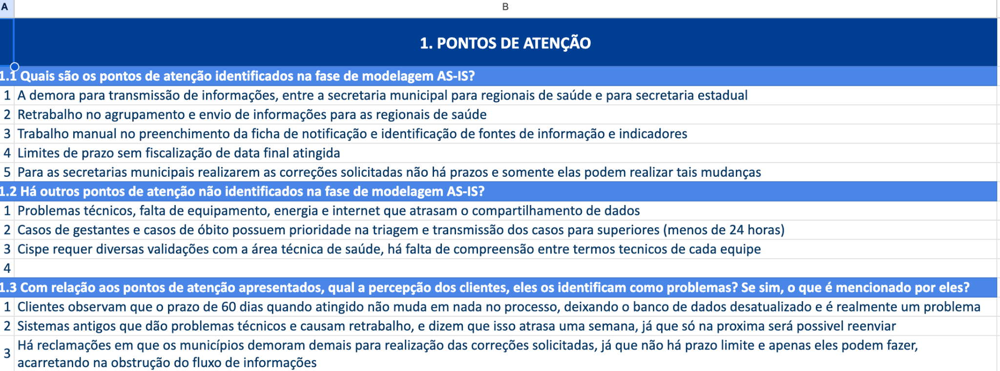 A B
1. PONTOS DE ATENÇÃO
1.1 Quais são os pontos de atenção identificados na fase de modelagem AS-IS?
1 A demora para transmissão de informações, entre a secretaria municipal para regionais de saúde e para secretaria estadual
2 Retrabalho no agrupamento e envio de informações para as regionais de saúde
3 Trabalho manual no preenchimento da ficha de notificação e identificação de fontes de informação e indicadores
4 Limites de prazo sem fiscalização de data final atingida
5 Para as secretarias municipais realizarem as correções solicitadas não há prazos e somente elas podem realizar tais mudanças
1.2 Há outros pontos de atenção não identificados na fase de modelagem AS-IS?
1 Problemas técnicos, falta de equipamento, energia e internet que atrasam o compartilhamento de dados
2 Casos de gestantes e casos de óbito possuem prioridade na triagem e transmissão dos casos para superiores (menos de 24 horas)
3 Cispe requer diversas validações com a área técnica de saúde, há falta de compreensão entre termos tecnicos de cada equipe
4
1.3 Com relação aos pontos de atenção apresentados, qual a percepção dos clientes, eles os identificam como problemas? Se sim, o que é mencionado por eles?
1 Clientes observam que o prazo de 60 dias quando atingido não muda em nada no processo, deixando o banco de dados desatualizado e é realmente um problema
2 Sistemas antigos que dão problemas técnicos e causam retrabalho, e dizem que isso atrasa uma semana, já que só na proxima será possivel reenviar
3 Há reclamações em que os municípios demoram demais para realização das correções solicitadas, já que não há prazo limite e apenas eles podem fazer,
acarretando na obstrução do fluxo de informações